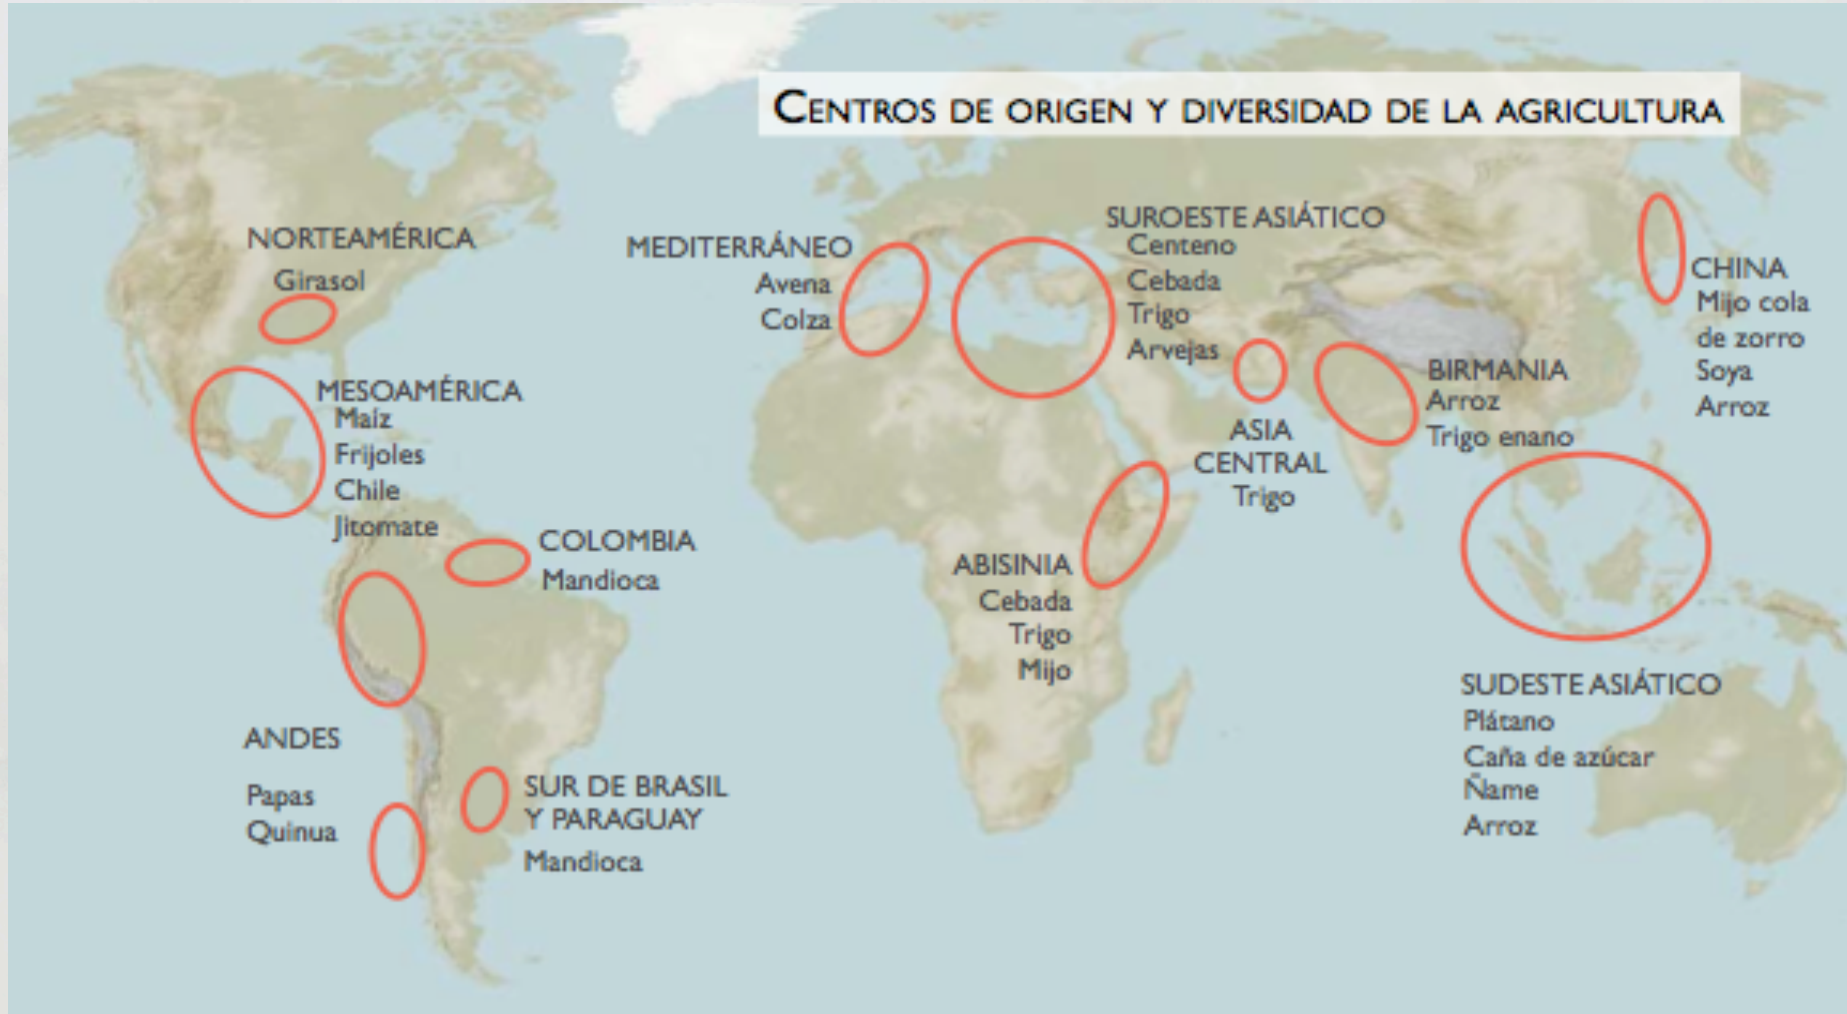 CENTROS DE ORIGEN Y DIVERSIDAD DE LA AGRICULTURA
NORTEAMÉRICA
Girasol
MESOAMÉRICA
Maíz
Frijoles
Chile
Jitomate
COLOMBIA
Mandioca
ANDES
Papas
Quinua
SUR DE BRASIL
Y PARAGUAY
Mandioca
MEDITERRÁNEO
Avena
Colza
SUROESTE ASIÁTICO
Centeno
Cebada
Trigo
Arvejas
ABISINIA
Cebada
Trigo
Mijo
ASIA
CENTRAL
Trigo
BIRMANIA
Arroz
Trigo enano
CHINA
Mijo cola
de zorro
Soya
Arroz
SUDESTE ASIÁTICO
Plátano
Caña de azúcar
Ñame
Arroz